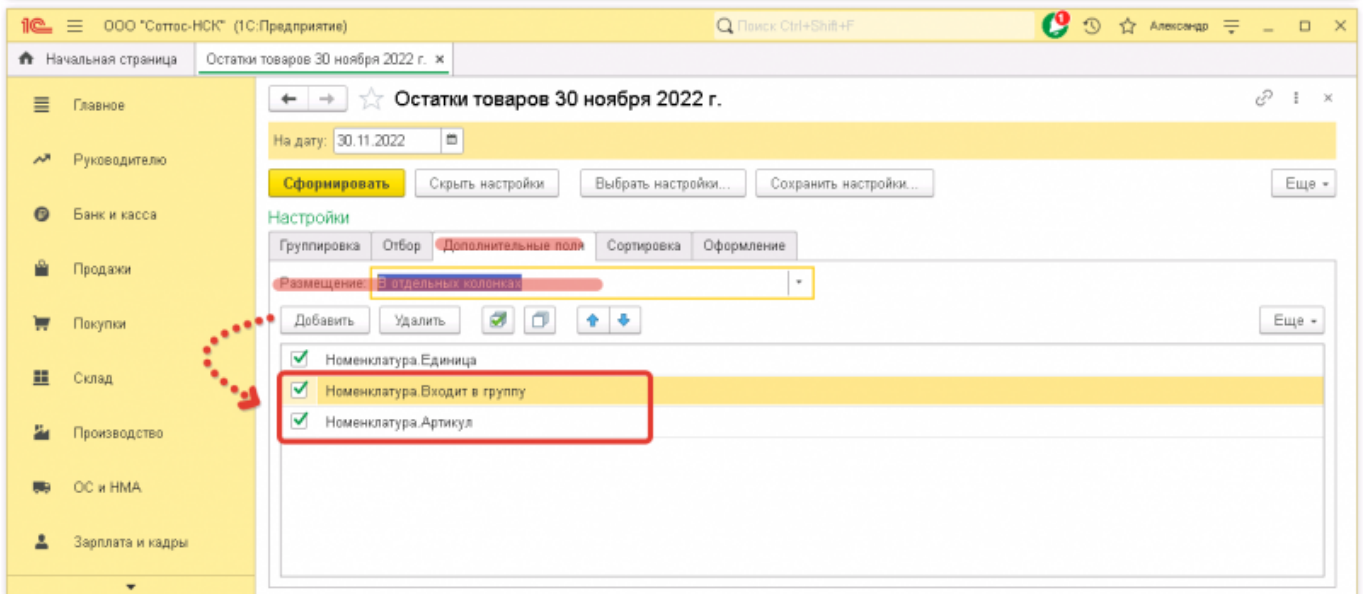 1С ООО "Соттос-НСК" (1С:Предприятие) Поиск Ctrl+Shift+F 1 Александр
Начальная страница Остатки товаров 30 ноября 2022 г. ×
Главное
Руководителю
Банк и касса
Продажи
Покупки
Склад
Производство
ОС и НМА
Зарплата и кадры
Остатки товаров 30 ноября 2022 г.
На дату: 30.11.2022
Сформировать Скрыть настройки Выбрать настройки... Сохранить настройки... Еще
Настройки
Группировка Отбор Дополнительные поля Сортировка Оформление
Размещение: В отдельных колонках
Добавить Удалить Еще
Номенклатура.Единица
Номенклатура.Входит в группу
Номенклатура.Артикул